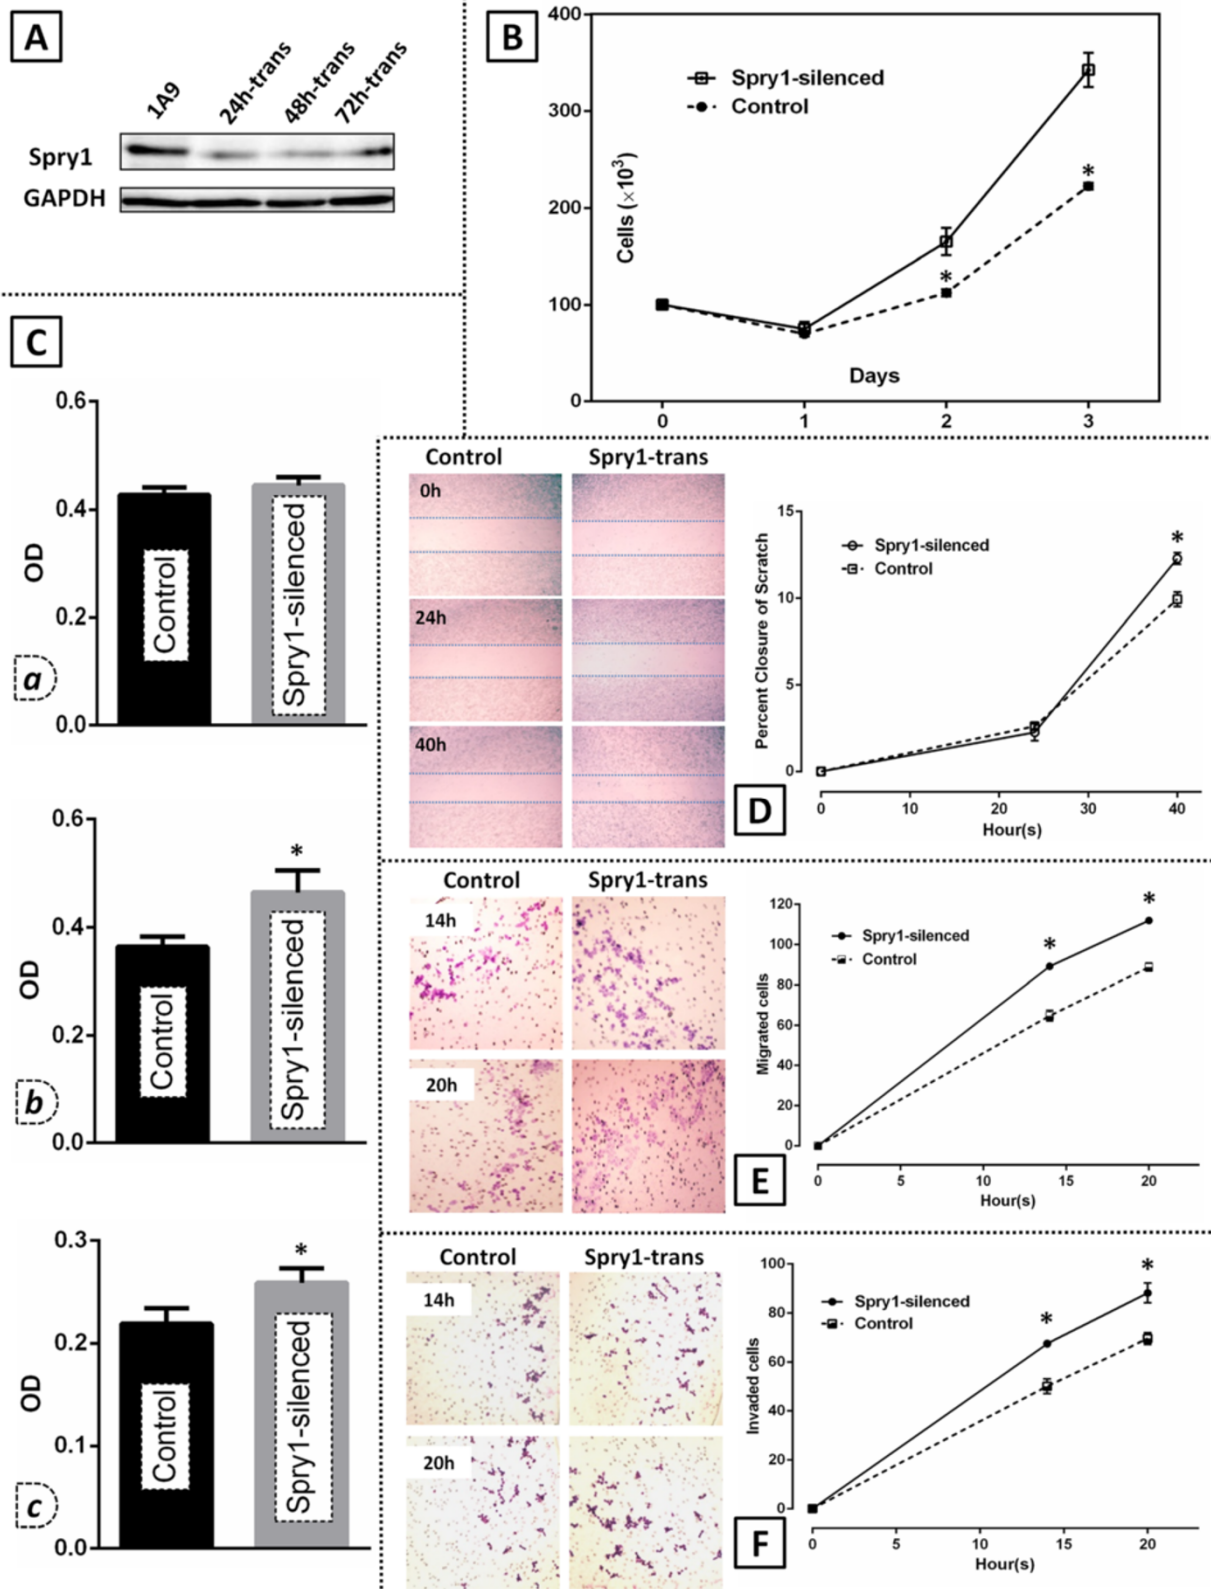 A
1A9
24h-trans
48h-trans
72h-trans
Spry1
GAPDH
B
400
300
200
100
0
Cells (×10³)
Spry1-silenced
Control
*
*
Days
0 1 2 3
C
0.6
0.4
0.2
0.0
OD
Control
Spry1-silenced
a
0.6
0.4
0.2
0.0
OD
*
Control
Spry1-silenced
b
0.3
0.2
0.1
0.0
OD
*
Control
Spry1-silenced
c
Control Spry1-trans
0h
24h
40h
15
10
5
0
Percent Closure of Scratch
Spry1-silenced
Control
*
0 10 20 30 40
Hour(s)
D
Control Spry1-trans
14h
20h
120
100
80
60
40
20
0
Migrated cells
Spry1-silenced
Control
*
*
0 5 10 15 20
Hour(s)
E
Control Spry1-trans
14h
20h
100
80
60
40
20
0
Invaded cells
Spry1-silenced
Control
*
*
0 5 10 15 20
Hour(s)
F